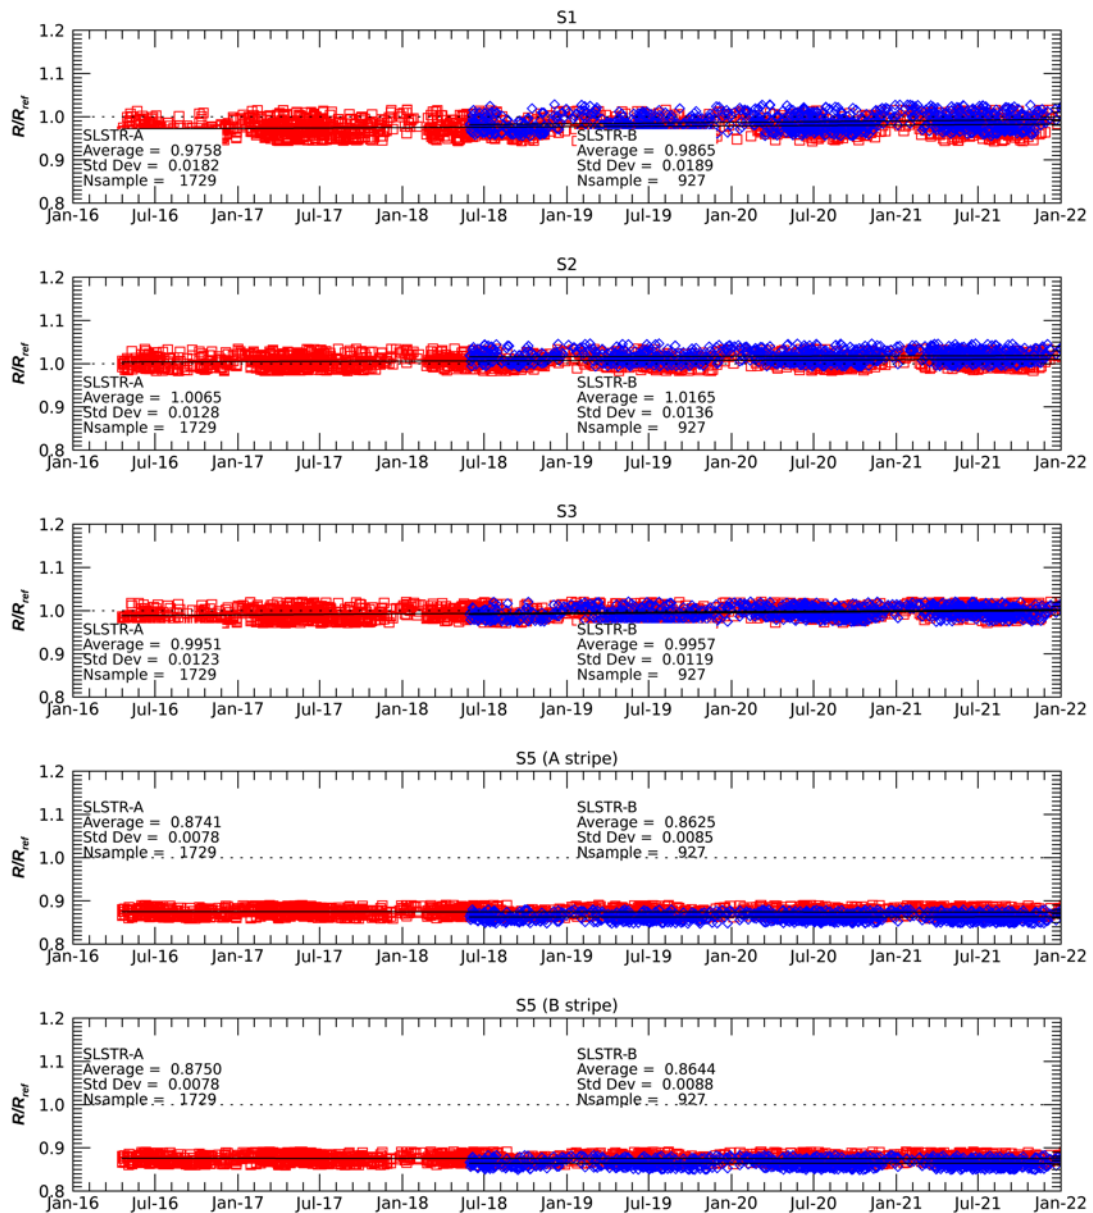 S1
1.2
1.1
1.0
0.9
0.8
R/Rref
SLSTR-A
Average = 0.9758
Std Dev = 0.0182
Nsample = 1729
SLSTR-B
Average = 0.9865
Std Dev = 0.0189
Nsample = 927
Jan-16 Jul-16 Jan-17 Jul-17 Jan-18 Jul-18 Jan-19 Jul-19 Jan-20 Jul-20 Jan-21 Jul-21 Jan-22
S2
1.2
1.1
1.0
0.9
0.8
R/Rref
SLSTR-A
Average = 1.0065
Std Dev = 0.0128
Nsample = 1729
SLSTR-B
Average = 1.0165
Std Dev = 0.0136
Nsample = 927
Jan-16 Jul-16 Jan-17 Jul-17 Jan-18 Jul-18 Jan-19 Jul-19 Jan-20 Jul-20 Jan-21 Jul-21 Jan-22
S3
1.2
1.1
1.0
0.9
0.8
R/Rref
SLSTR-A
Average = 0.9951
Std Dev = 0.0123
Nsample = 1729
SLSTR-B
Average = 0.9957
Std Dev = 0.0119
Nsample = 927
Jan-16 Jul-16 Jan-17 Jul-17 Jan-18 Jul-18 Jan-19 Jul-19 Jan-20 Jul-20 Jan-21 Jul-21 Jan-22
S5 (A stripe)
1.2
1.1
1.0
0.9
0.8
R/Rref
SLSTR-A
Average = 0.8741
Std Dev = 0.0078
Nsample = 1729
SLSTR-B
Average = 0.8625
Std Dev = 0.0085
Nsample = 927
Jan-16 Jul-16 Jan-17 Jul-17 Jan-18 Jul-18 Jan-19 Jul-19 Jan-20 Jul-20 Jan-21 Jul-21 Jan-22
S5 (B stripe)
1.2
1.1
1.0
0.9
0.8
R/Rref
SLSTR-A
Average = 0.8750
Std Dev = 0.0078
Nsample = 1729
SLSTR-B
Average = 0.8644
Std Dev = 0.0088
Nsample = 927
Jan-16 Jul-16 Jan-17 Jul-17 Jan-18 Jul-18 Jan-19 Jul-19 Jan-20 Jul-20 Jan-21 Jul-21 Jan-22